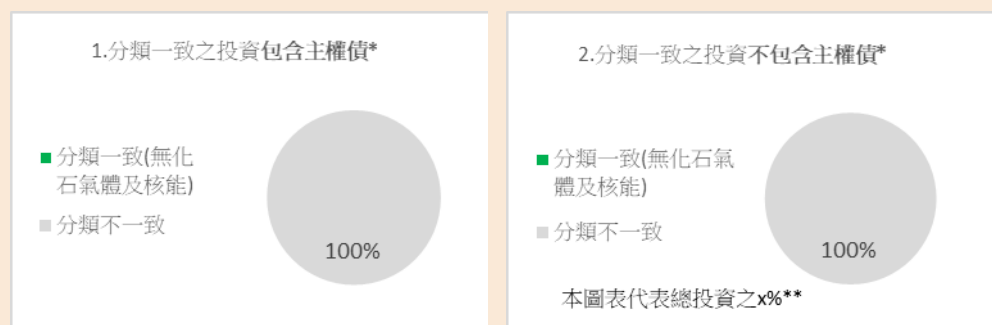 1.分類一致之投資包含主權債*
分類一致(無化
石氣體及核能)
分類不一致
100%
2.分類一致之投資不包含主權債*
分類一致(無化石氣
體及核能)
分類不一致
100%
本圖表代表總投資之x%**